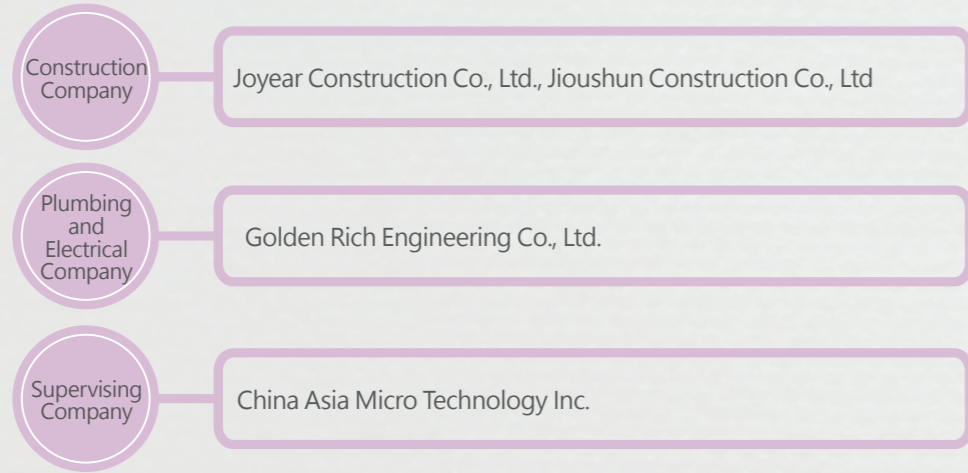 Construction
Company
Joyear Construction Co., Ltd., Jioushun Construction Co., Ltd
Plumbing
and
Electrical
Company
Golden Rich Engineering Co., Ltd.
Supervising
Company
China Asia Micro Technology Inc.